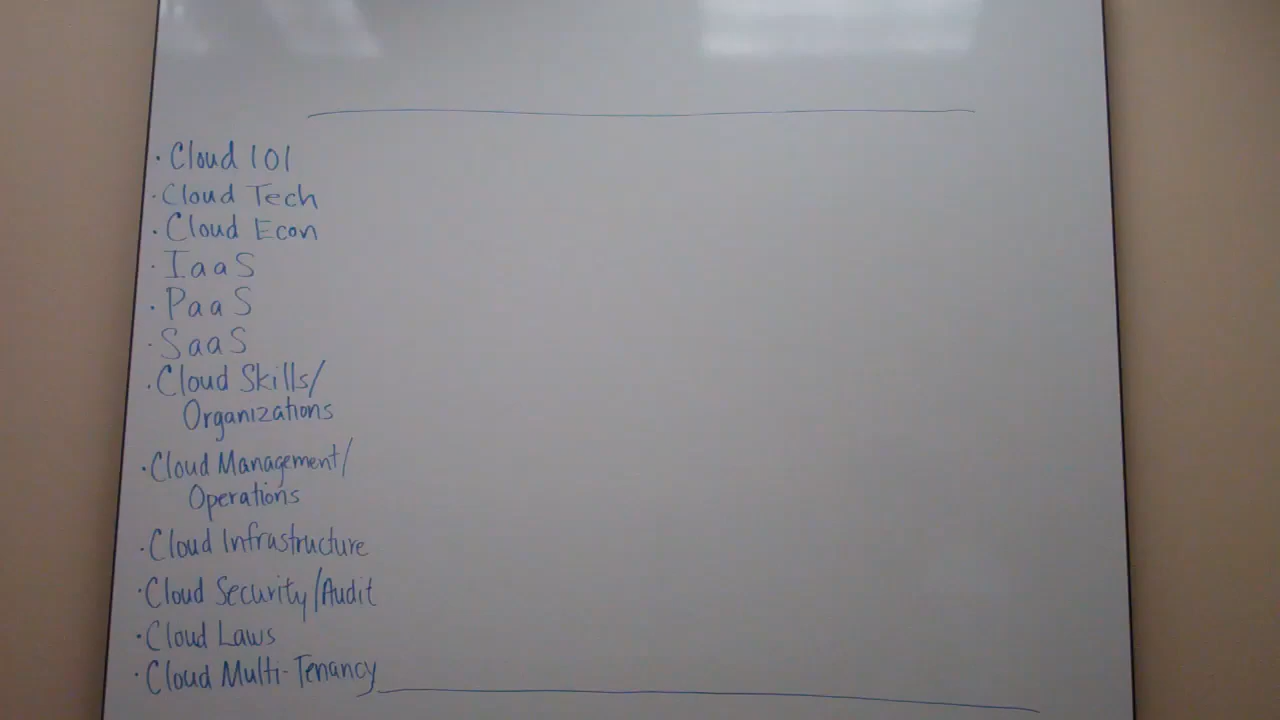 · Cloud 101
· Cloud Tech
· Cloud Econ
· IaaS
· PaaS
· SaaS
· Cloud Skills/
Organizations
· Cloud Management/
Operations
· Cloud Infrastructure
· Cloud Security/Audit
· Cloud Laws
· Cloud Multi-Tenancy